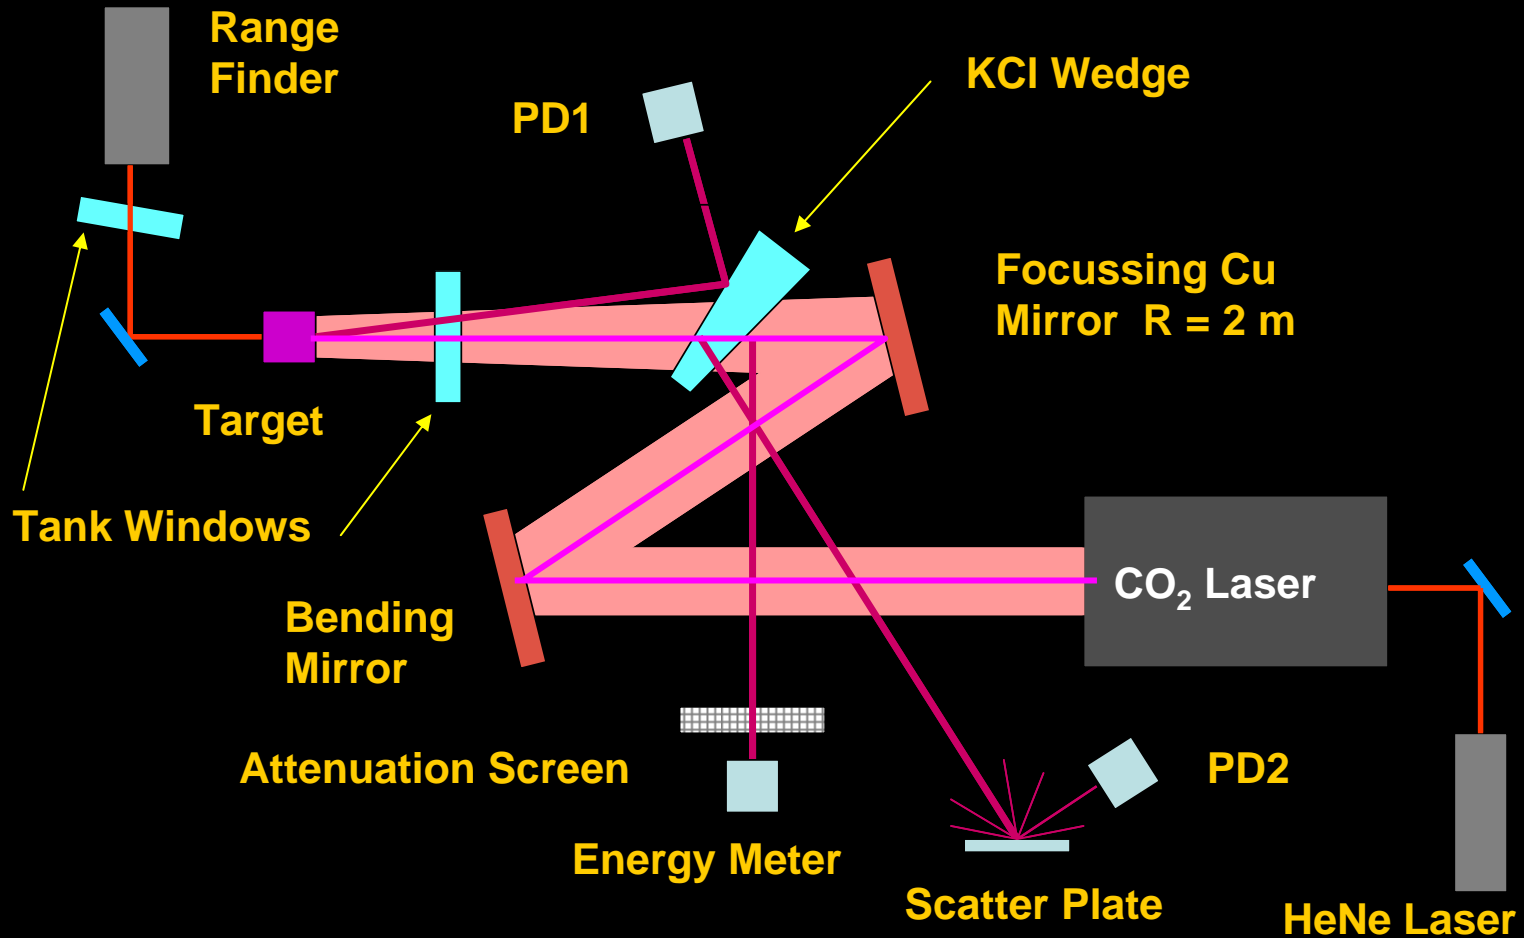 Range
Finder
PD1
KCl Wedge
Focussing Cu
Mirror R = 2 m
Target
Tank Windows
Bending
Mirror
CO₂ Laser
Attenuation Screen
PD2
Energy Meter
Scatter Plate
HeNe Laser